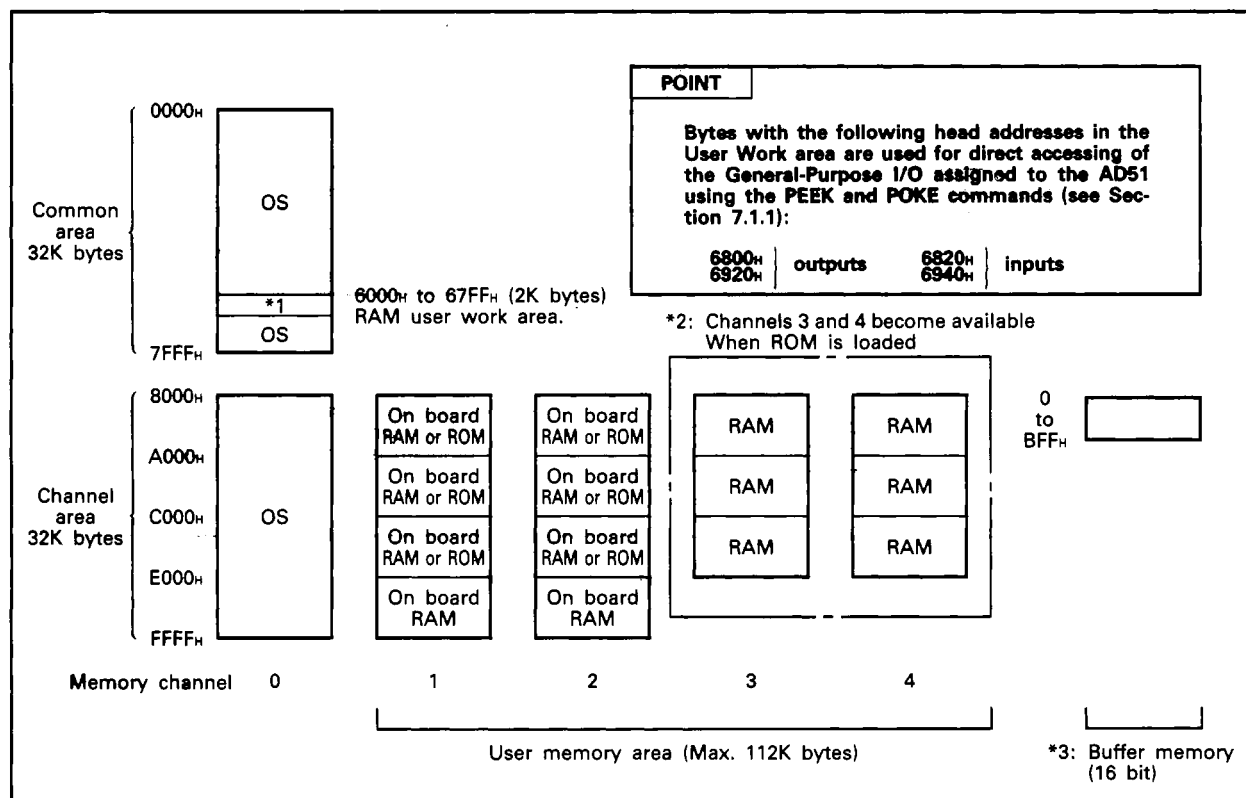 POINT
Bytes with the following head addresses in the
User Work area are used for direct accessing of
the General-Purpose I/O assigned to the AD51
using the PEEK and POKE commands (see Sec-
tion 7.1.1):
6800H
6920H
outputs
6820H
6940H
inputs
0000H
Common
area
32K bytes
OS
*1
OS
7FFFH
6000H to 67FFH (2K bytes)
RAM user work area.
*2: Channels 3 and 4 become available
When ROM is loaded
8000H
A000H
Channel
area
32K bytes
C000H
E000H
FFFFH
OS
On board
RAM or ROM
On board
RAM or ROM
On board
RAM or ROM
On board
RAM
On board
RAM or ROM
On board
RAM or ROM
On board
RAM or ROM
On board
RAM
RAM
RAM
RAM
RAM
RAM
RAM
0
to
BFFH
Memory channel 0 1 2 3 4
User memory area (Max. 112K bytes)
*3: Buffer memory
(16 bit)